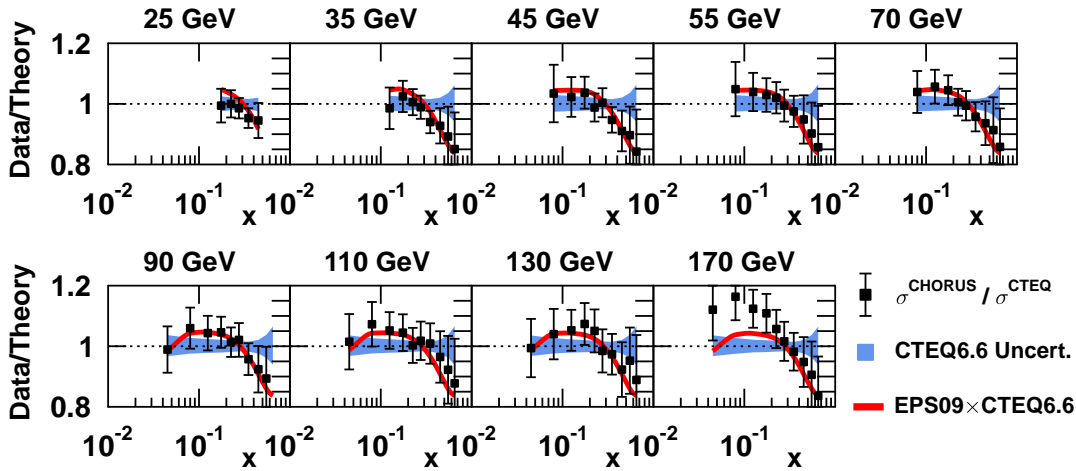 25 GeV 35 GeV 45 GeV 55 GeV 70 GeV
Data/Theory
1.2
1
0.8
10⁻² 10⁻¹ x 10⁻² 10⁻¹ x 10⁻² 10⁻¹ x 10⁻² 10⁻¹ x 10⁻² 10⁻¹ x 10⁻²
90 GeV 110 GeV 130 GeV 170 GeV
Data/Theory
1.2
1
0.8
10⁻² 10⁻¹ x 10⁻² 10⁻¹ x 10⁻² 10⁻¹ x 10⁻² 10⁻¹ x
σ^CHORUS / σ^CTEQ
CTEQ6.6 Uncert.
EPS09×CTEQ6.6